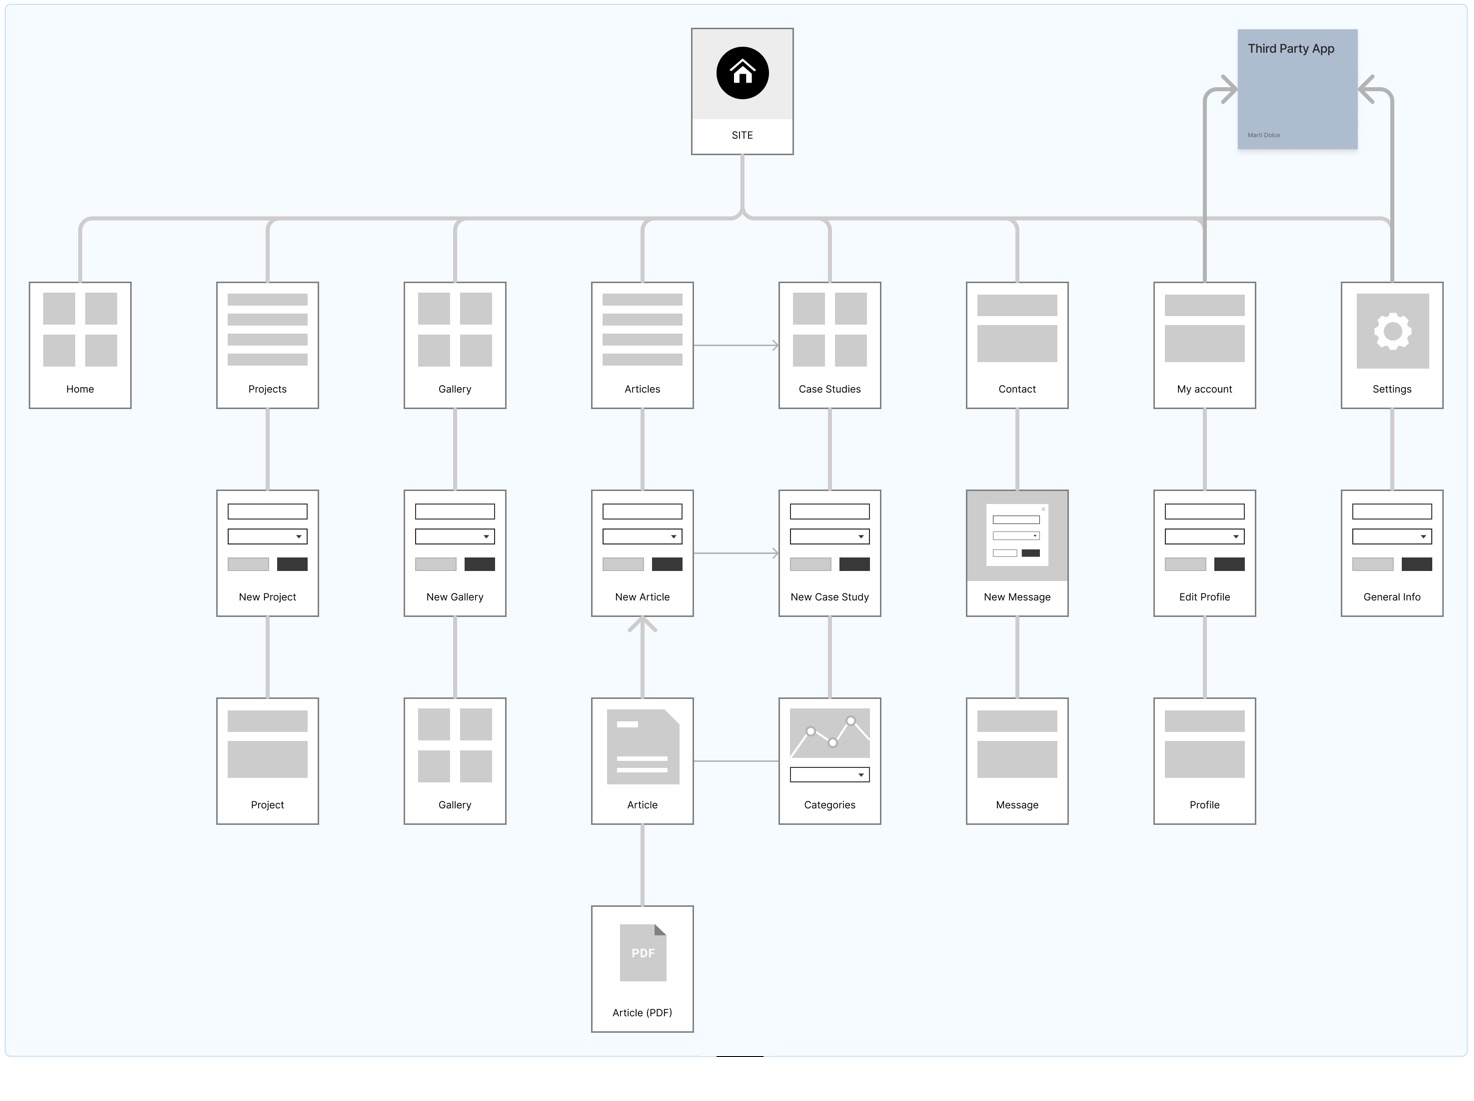 SITE
Third Party App
Marti Dolce
Home
Projects
Gallery
Articles
Case Studies
Contact
My account
Settings
New Project
New Gallery
New Article
New Case Study
New Message
Edit Profile
General Info
Project
Gallery
Article
Categories
Message
Profile
PDF
Article (PDF)